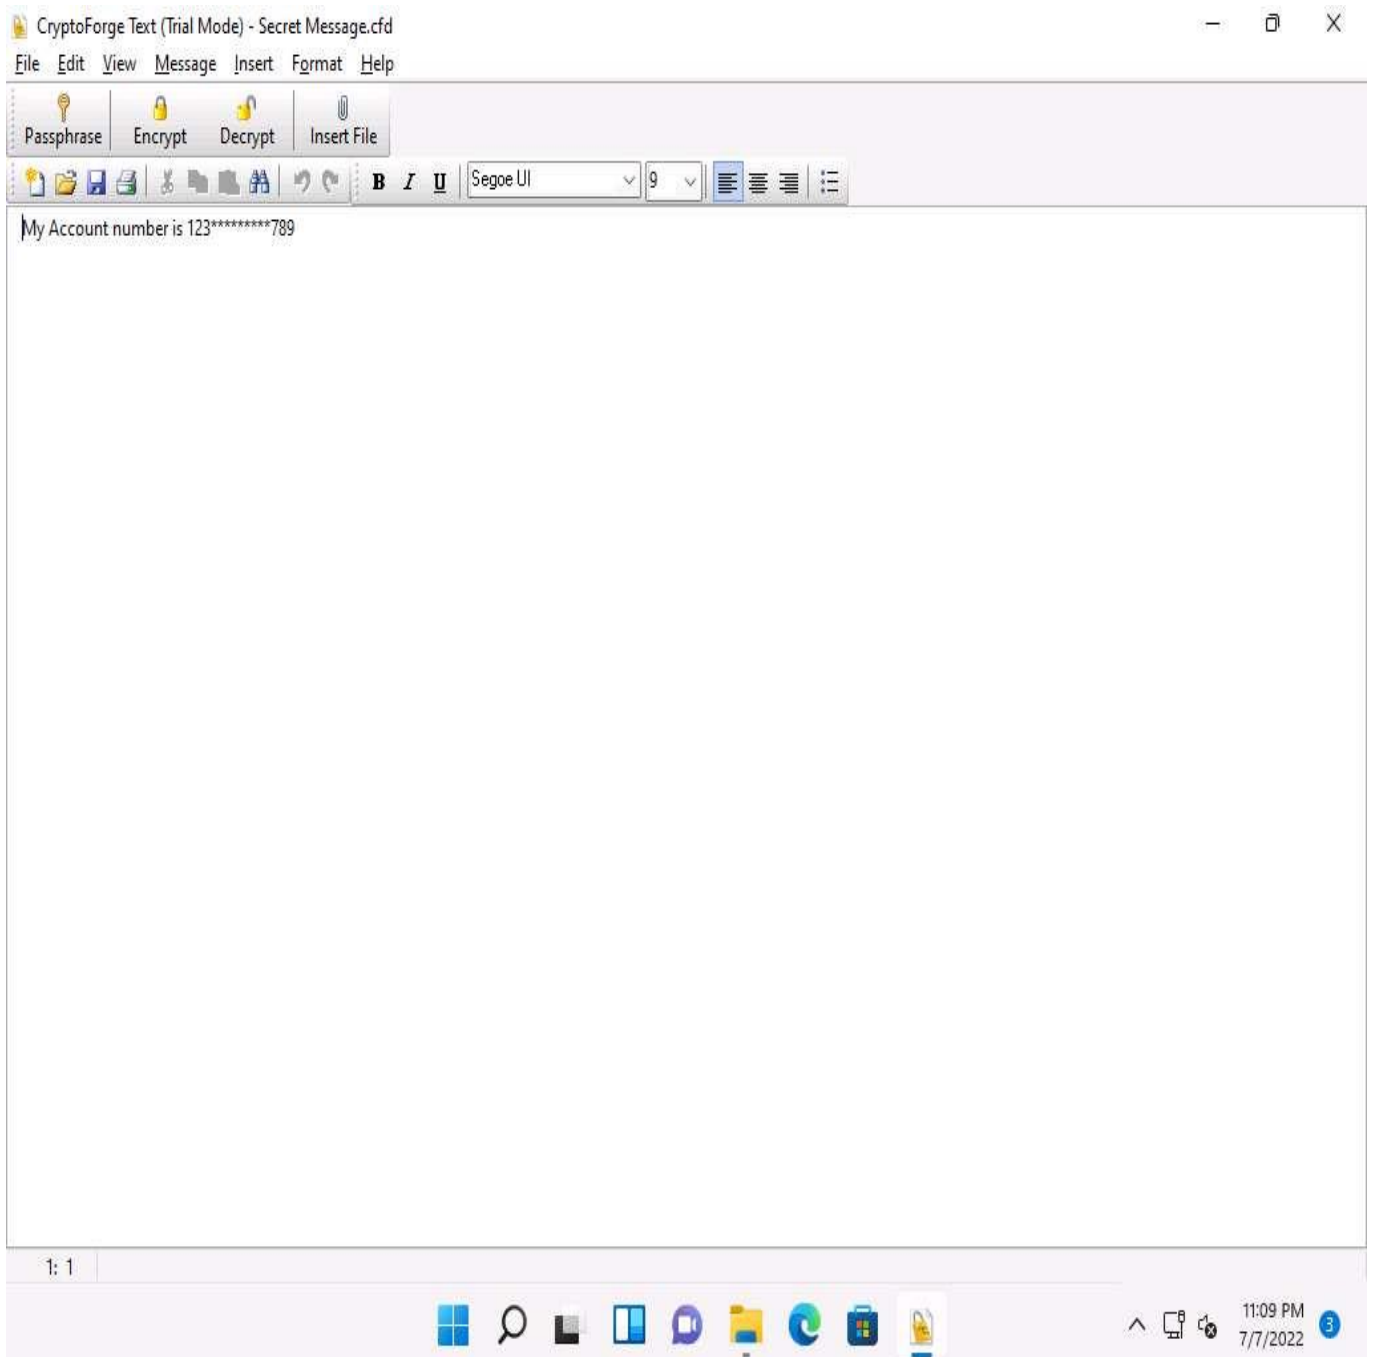 CryptoForge Text (Trial Mode) - Secret Message.cfd
File Edit View Message Insert Format Help
Passphrase Encrypt Decrypt Insert File
B I U Segoe UI 9
My Account number is 123*********789
1: 1
11:09 PM
7/7/2022
3